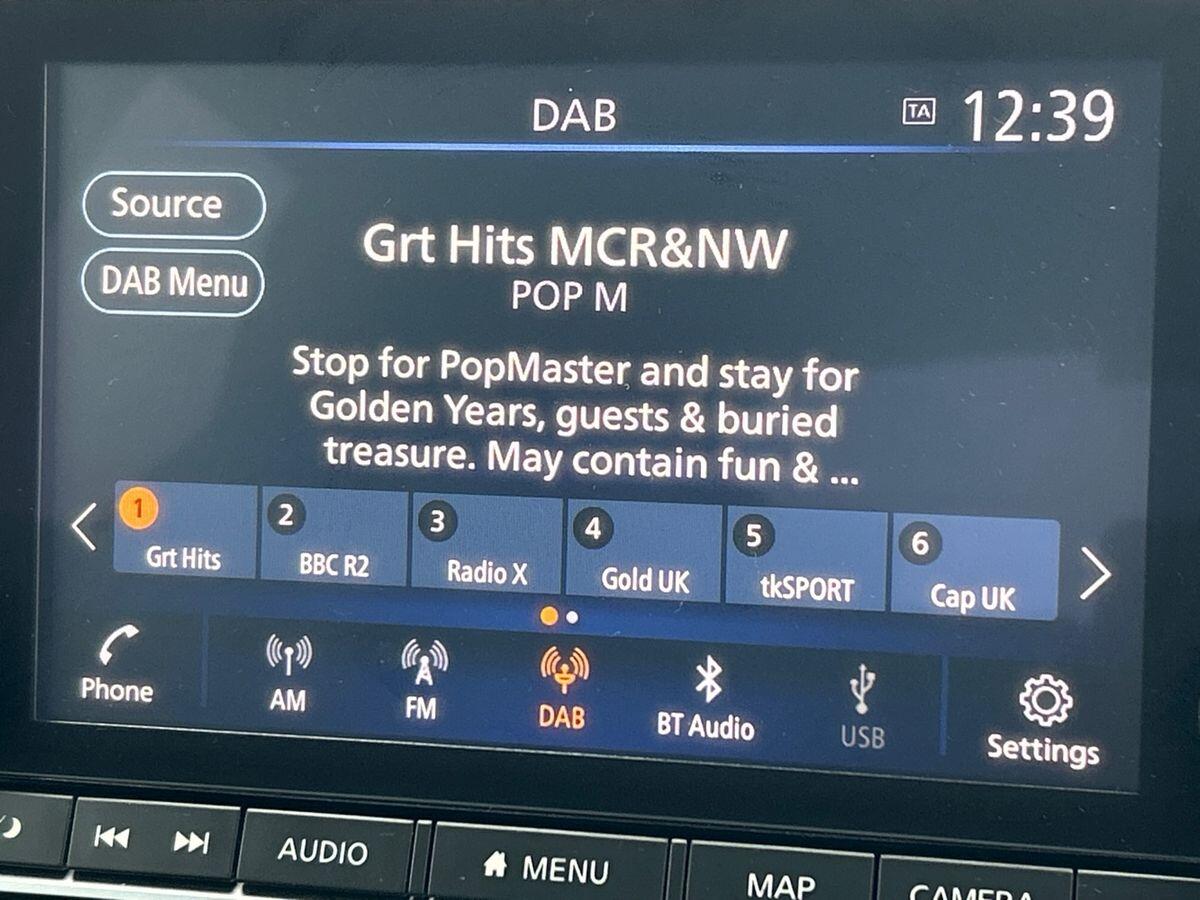 DAB
TA 12:39
Source
Grt Hits MCR&NW
DAB Menu
POP M
Stop for PopMaster and stay for
Golden Years, guests & buried
treasure. May contain fun & ...
1 2 3 4 5 6
Grt Hits BBC R2 Radio X Gold UK tkSPORT Cap UK
Phone AM FM DAB BT Audio USB Settings
AUDIO MENU MAP CAMERA